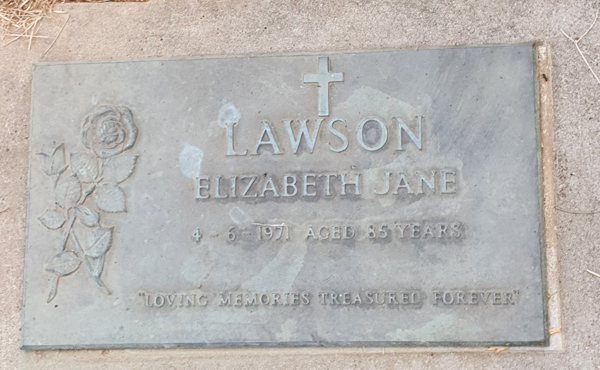 LAWSON
ELIZABETH JANE
4-6-1971 AGED 85 YEARS
"LOVING MEMORIES TREASURED FOREVER"